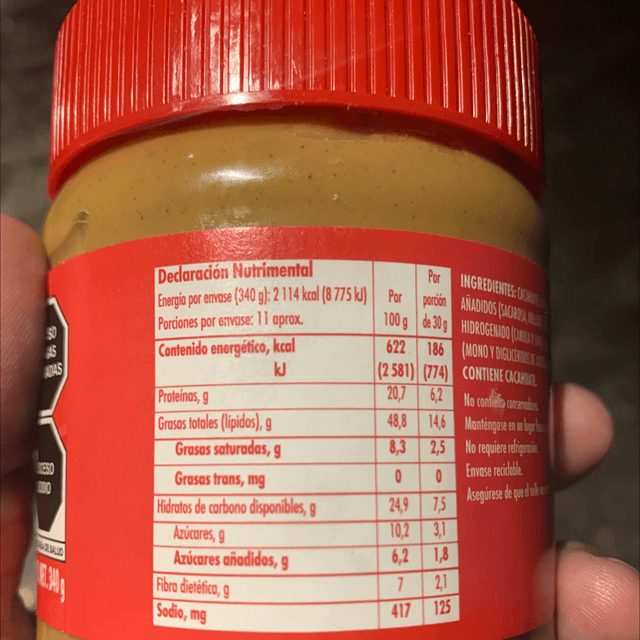 Declaración Nutrimental
Energía por envase (340 g): 2 114 kcal (8 775 kJ)
Porciones por envase: 11 aprox.
Por 100 g
Por porción de 30 g
Contenido energético, kcal 622 186
kJ (2 581) (774)
Proteínas, g 20,7 6,2
Grasas totales (lípidos), g 48,8 14,6
Grasas saturadas, g 8,3 2,5
Grasas trans, mg 0 0
Hidratos de carbono disponibles, g 24,9 7,5
Azúcares, g 10,2 3,1
Azúcares añadidos, g 6,2 1,8
Fibra dietética, g 7 2,1
Sodio, mg 417 125
INGREDIENTES:
AÑADIDOS (SACAROSA,
HIDROGENADO
(MONO Y DIGLICÉRIDOS DE
CONTIENE CACAHUATE.
No contiene conservadores.
Manténgase en un lugar
No requiere refrigeración.
Envase reciclable.
Asegúrese de que el sello
DE SALUD
340 g